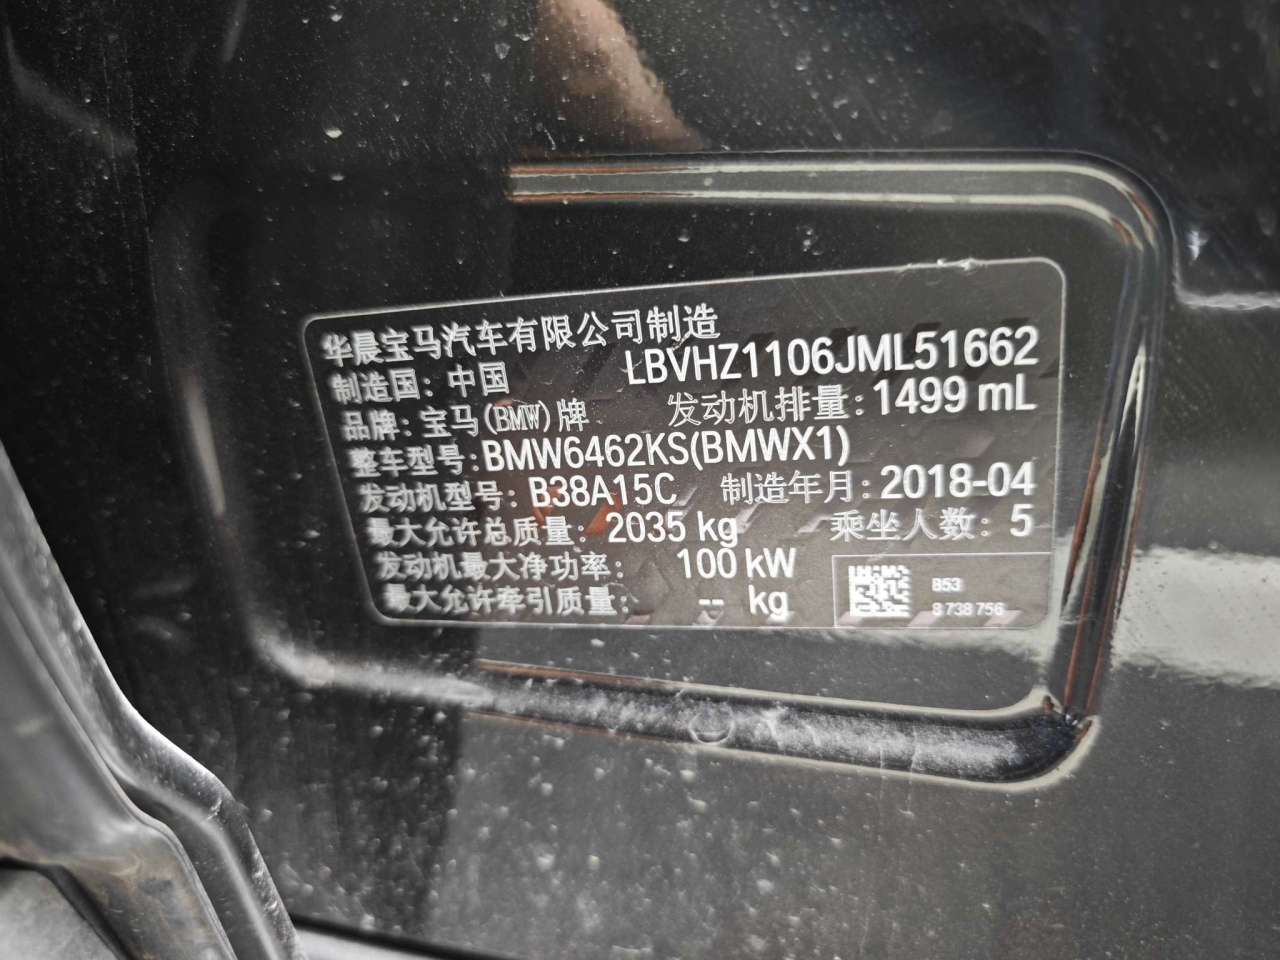 华晨宝马汽车有限公司制造
制造国：中国 LBVHZ1106JML51662
品牌：宝马(BMW)牌 发动机排量：1499 mL
整车型号：BMW6462KS(BMWX1)
发动机型号：B38A15C 制造年月：2018-04
最大允许总质量：2035 kg 乘坐人数：5
发动机最大净功率： 100 kW
最大允许牵引质量： -- kg
B53
8 738 756